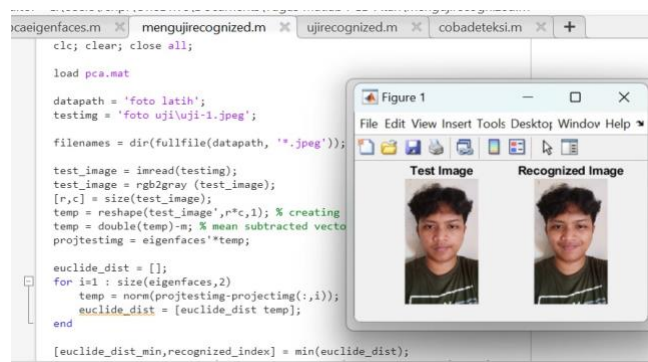 pcaeigenfaces.m × mengujirecognized.m × ujirecognized.m × cobadeteksi.m × +
clc; clear; close all;
load pca.mat
datapath = 'foto latih';
testimg = 'foto uji\uji-1.jpeg';
filenames = dir(fullfile(datapath, '*.jpeg'));
test_image = imread(testimg);
test_image = rgb2gray (test_image);
[r,c] = size(test_image);
temp = reshape(test_image',r*c,1); % creating
temp = double(temp)-m; % mean subtracted vecto
projtestimg = eigenfaces'*temp;
euclide_dist = [];
for i=1 : size(eigenfaces,2)
temp = norm(projtestimg-projectimg(:,i));
euclide_dist = [euclide_dist temp];
end
[euclide_dist_min,recognized_index] = min(euclide_dist);
Figure 1
File Edit View Insert Tools Desktop Window Help
Test Image Recognized Image